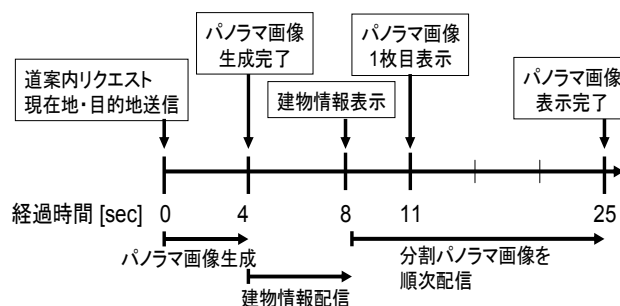 パノラマ画像
生成完了
パノラマ画像
1枚目表示
道案内リクエスト
現在地・目的地送信
建物情報表示
パノラマ画像
表示完了
経過時間 [sec] 0 4 8 11 25
パノラマ画像生成
分割パノラマ画像を
順次配信
建物情報配信